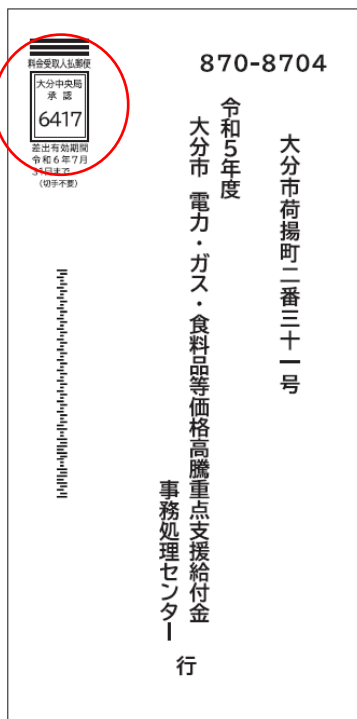 料金受取人払郵便
大分中央局
承認
6417
差出有効期間
令和6年7月
31日まで
(切手不要)
870-8704
大分市荷揚町二番三十一号
令和5年度
大分市 電力・ガス・食料品等価格高騰重点支援給付金
事務処理センター 行